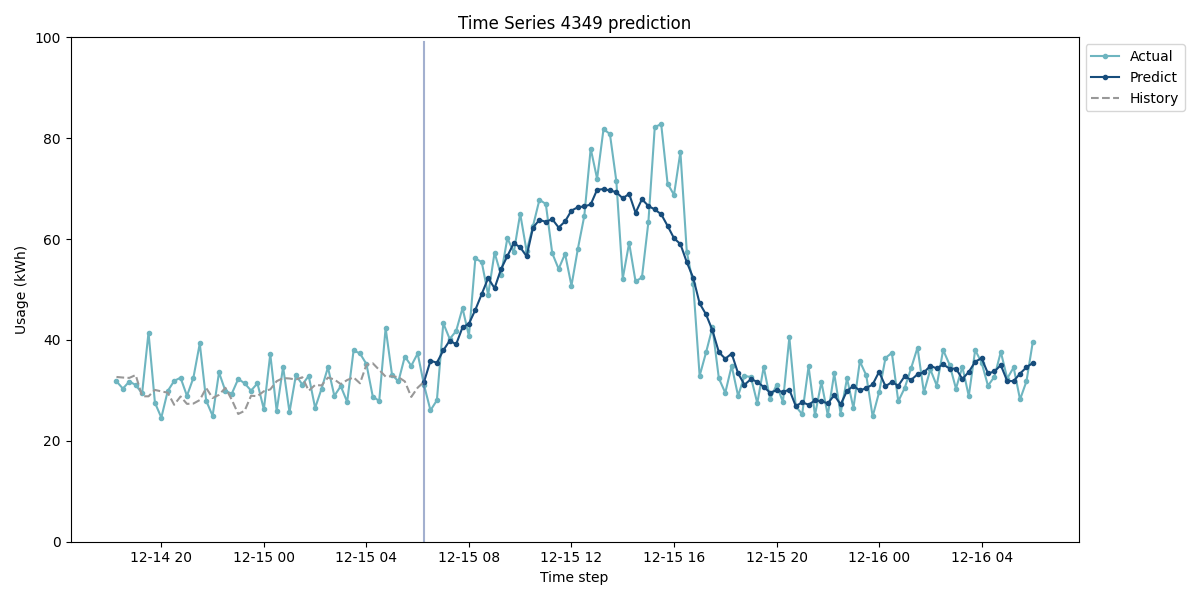 Time Series 4349 prediction
100
80
60
40
20
0
Usage (kWh)
12-14 20
12-15 00
12-15 04
12-15 08
12-15 12
12-15 16
12-15 20
12-16 00
12-16 04
Time step
Actual
Predict
History